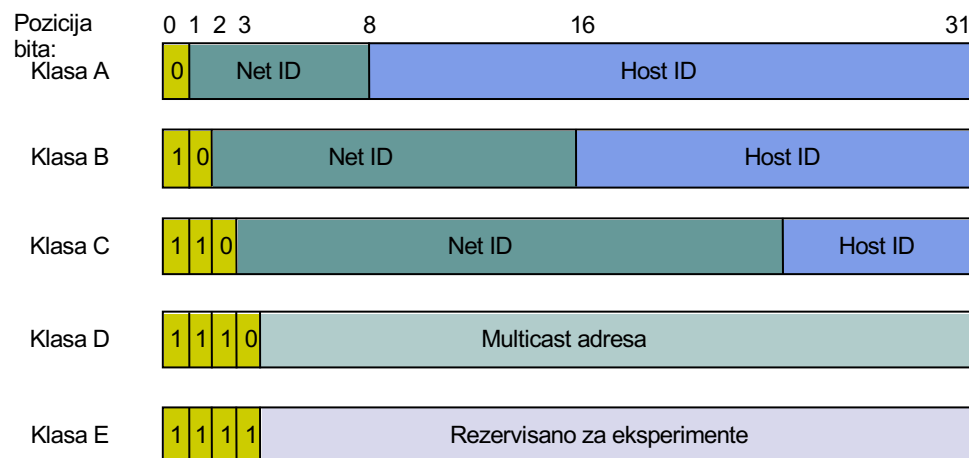 Pozicija bita: 0 1 2 3 8 16 31
Klasa A 0 Net ID Host ID
Klasa B 1 0 Net ID Host ID
Klasa C 1 1 0 Net ID Host ID
Klasa D 1 1 1 0 Multicast adresa
Klasa E 1 1 1 1 Rezervisano za eksperimente